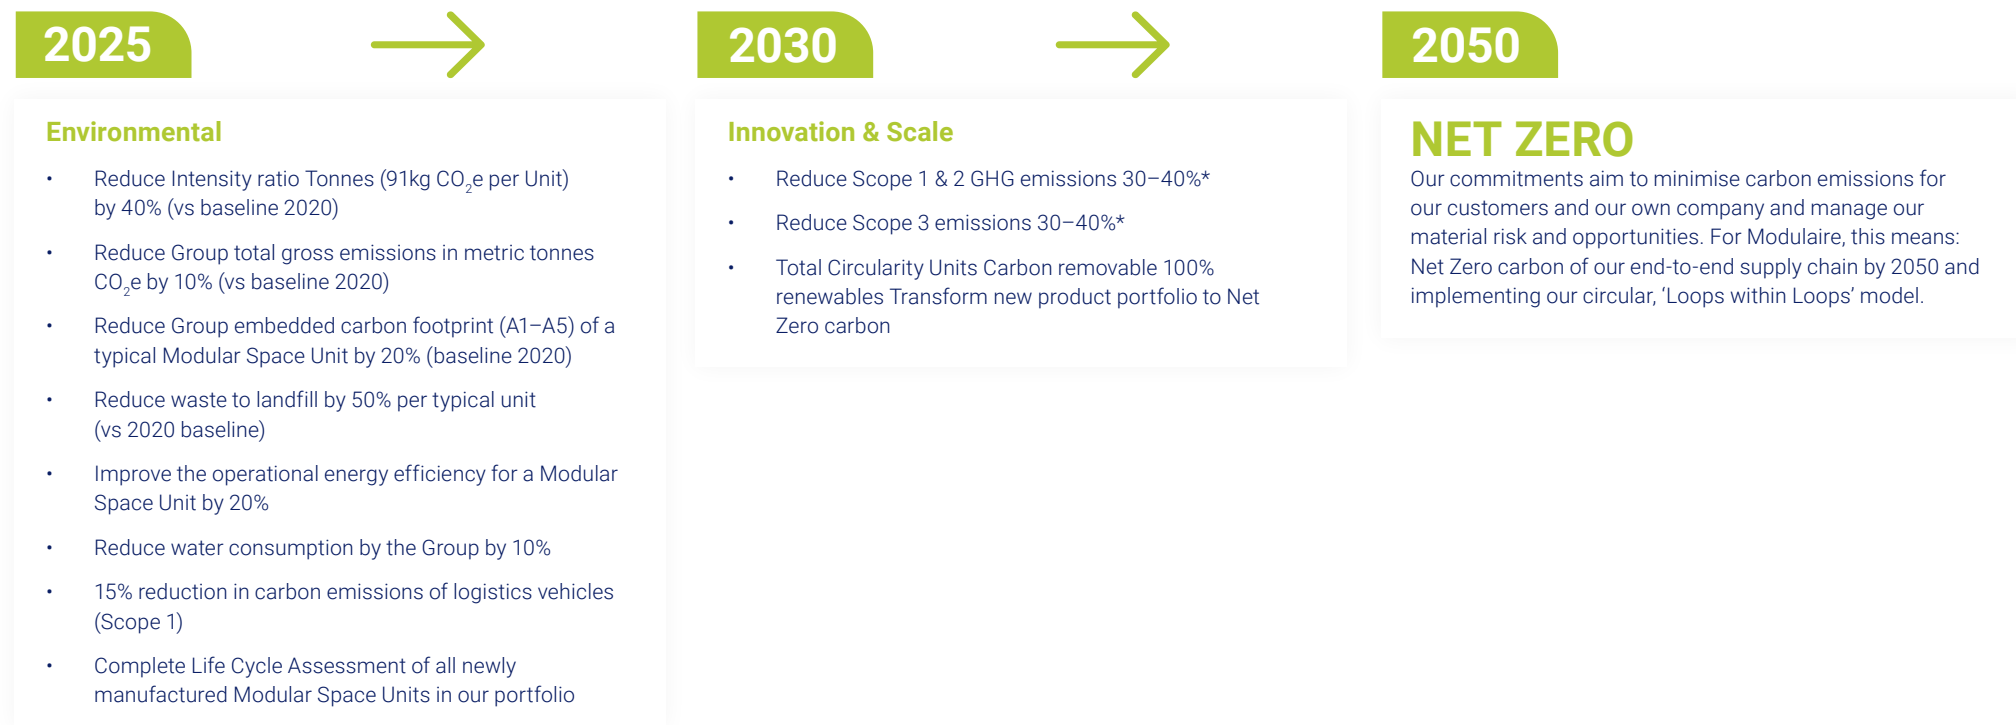 2025
Environmental
• Reduce Intensity ratio Tonnes (91kg CO₂e per Unit)
by 40% (vs baseline 2020)
• Reduce Group total gross emissions in metric tonnes
CO₂e by 10% (vs baseline 2020)
• Reduce Group embedded carbon footprint (A1–A5) of a
typical Modular Space Unit by 20% (baseline 2020)
• Reduce waste to landfill by 50% per typical unit
(vs 2020 baseline)
• Improve the operational energy efficiency for a Modular
Space Unit by 20%
• Reduce water consumption by the Group by 10%
• 15% reduction in carbon emissions of logistics vehicles
(Scope 1)
• Complete Life Cycle Assessment of all newly
manufactured Modular Space Units in our portfolio
2030
Innovation & Scale
• Reduce Scope 1 & 2 GHG emissions 30–40%*
• Reduce Scope 3 emissions 30–40%*
• Total Circularity Units Carbon removable 100%
renewables Transform new product portfolio to Net
Zero carbon
2050
NET ZERO
Our commitments aim to minimise carbon emissions for
our customers and our own company and manage our
material risk and opportunities. For Modulaire, this means:
Net Zero carbon of our end-to-end supply chain by 2050 and
implementing our circular, ‘Loops within Loops’ model.